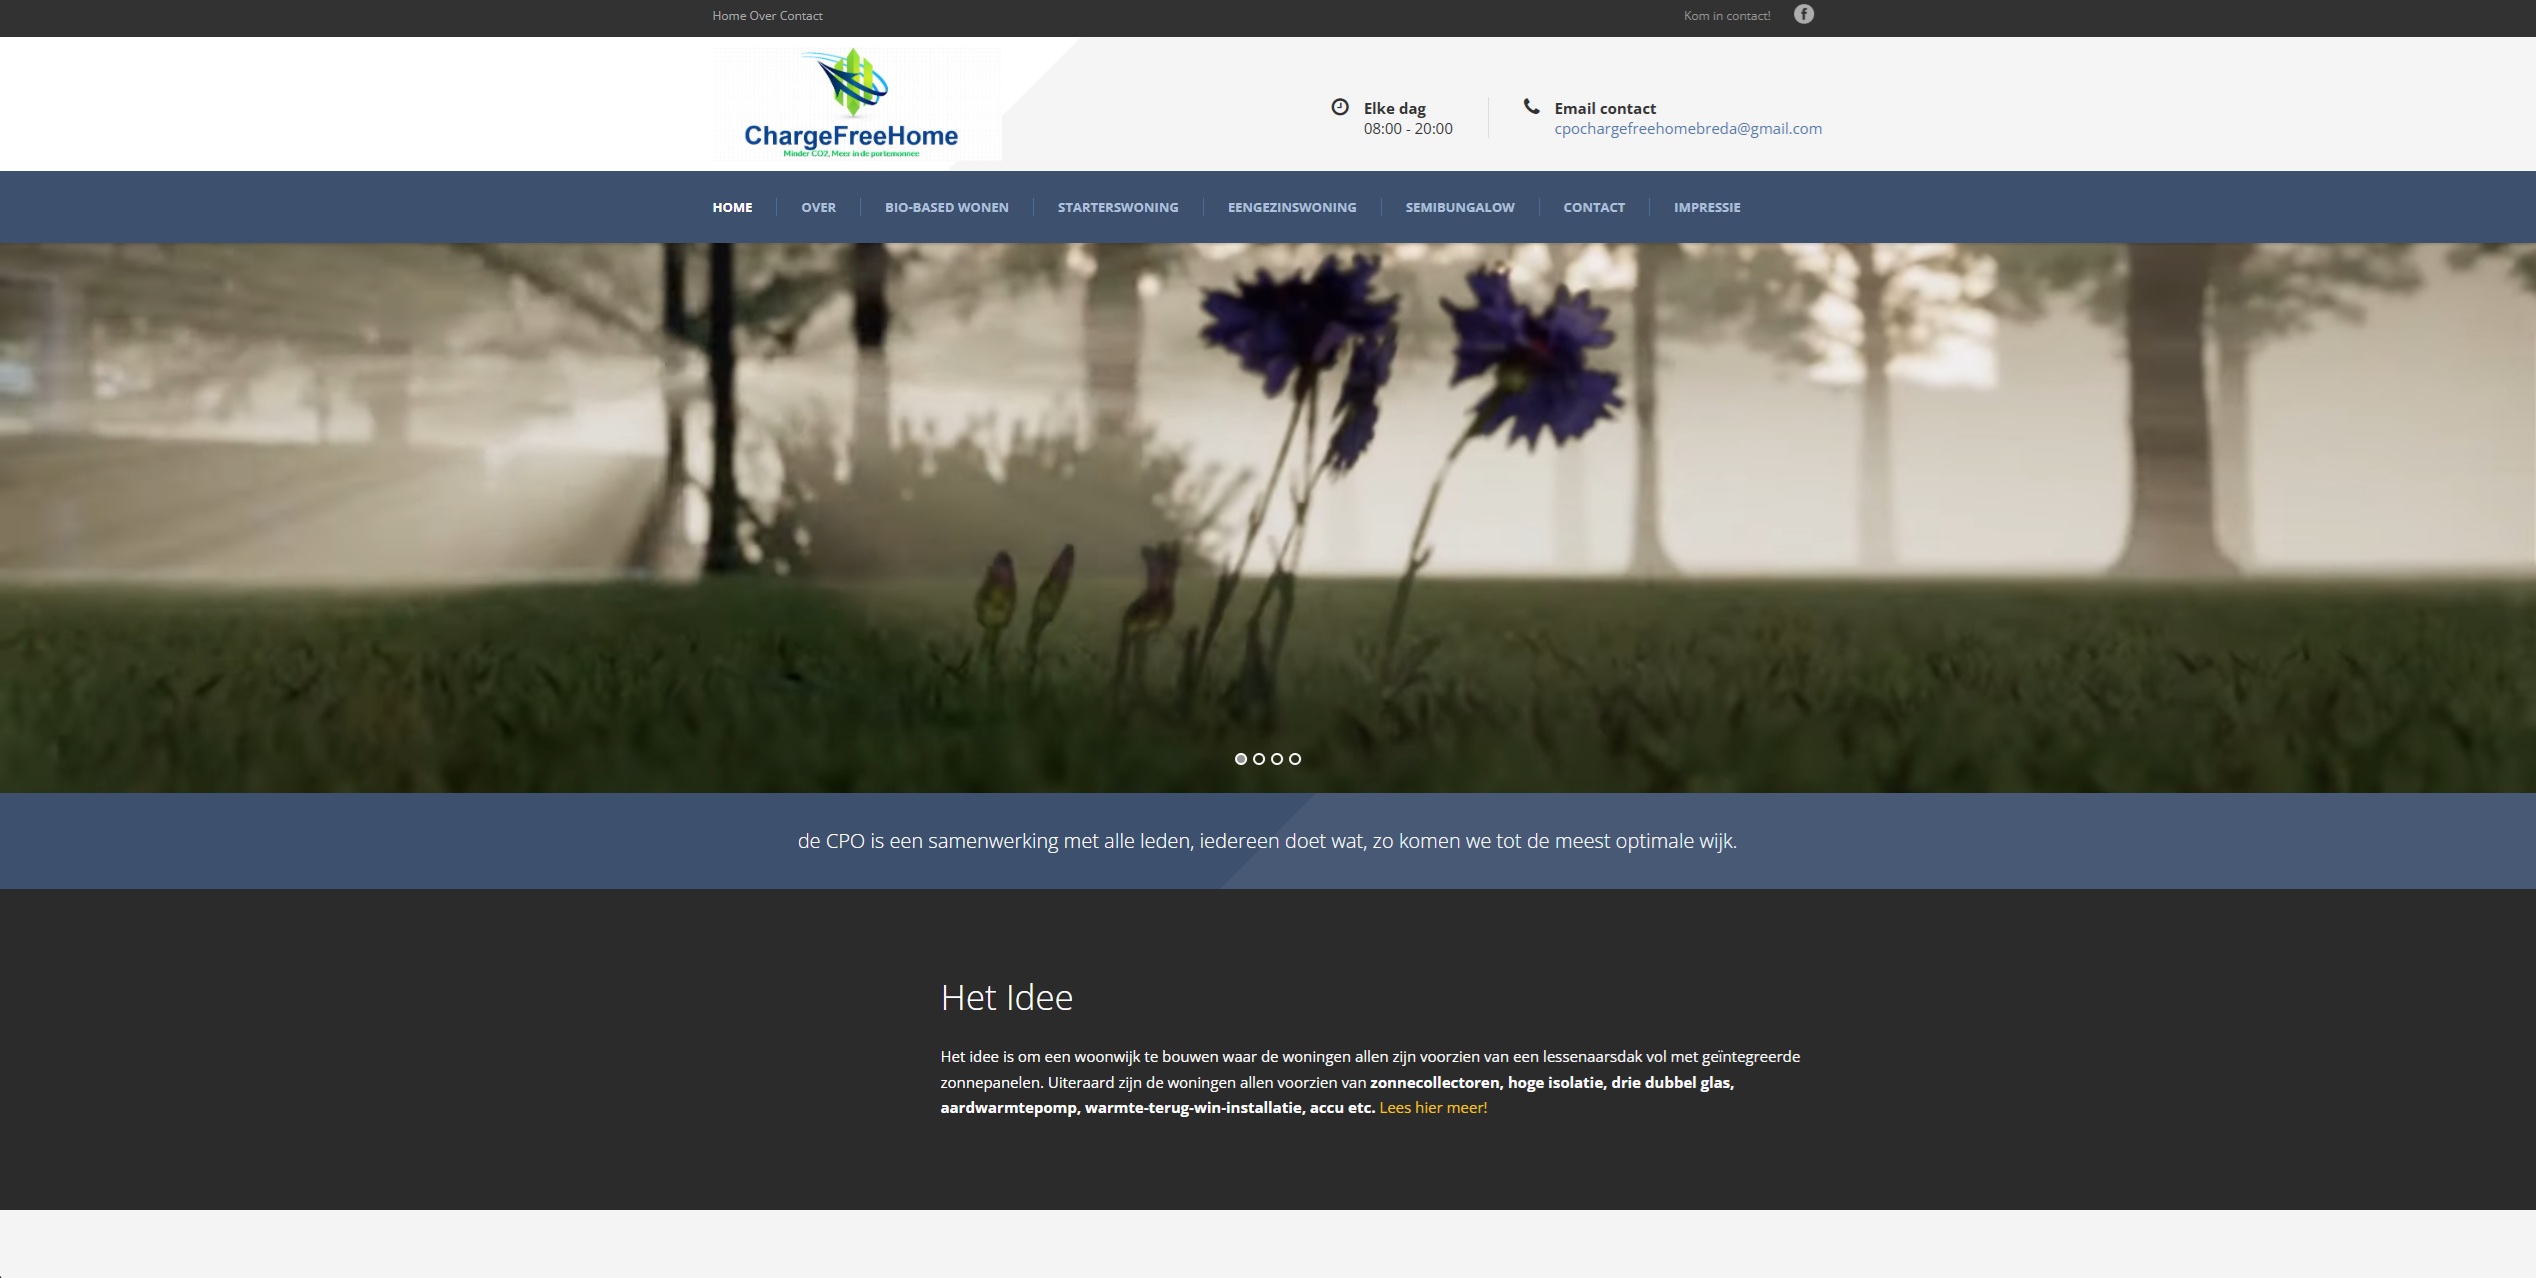 Home Over Contact
Kom in contact!
ChargeFreeHome
Minder CO2, Meer in de portemonnee
Elke dag
08:00 - 20:00
Email contact
cpochargefreehomebreda@gmail.com
HOME
OVER
BIO-BASED WONEN
STARTERSWONING
EENGEZINSWONING
SEMIBUNGALOW
CONTACT
IMPRESSIE
de CPO is een samenwerking met alle leden, iedereen doet wat, zo komen we tot de meest optimale wijk.
Het Idee
Het idee is om een woonwijk te bouwen waar de woningen allen zijn voorzien van een lessenaarsdak vol met geïntegreerde
zonnepanelen. Uiteraard zijn de woningen allen voorzien van zonnecollectoren, hoge isolatie, drie dubbel glas,
aardwarmtepomp, warmte-terug-win-installatie, accu etc. Lees hier meer!